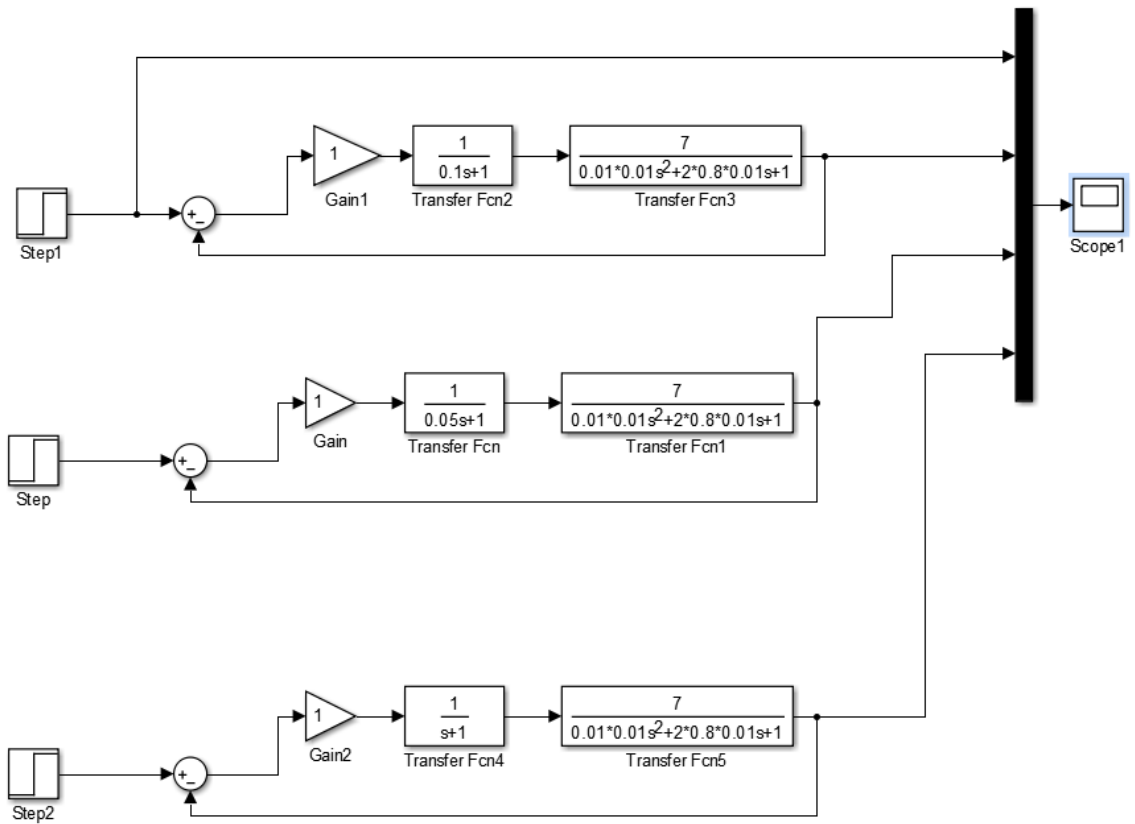 1
1
0.1s+1
7
0.01*0.01s2+2*0.8*0.01s+1
Gain1
Transfer Fcn2
Transfer Fcn3
+
−
Step1
Scope1
1
1
0.05s+1
7
0.01*0.01s2+2*0.8*0.01s+1
Gain
Transfer Fcn
Transfer Fcn1
+
−
Step
1
1
s+1
7
0.01*0.01s2+2*0.8*0.01s+1
Gain2
Transfer Fcn4
Transfer Fcn5
+
−
Step2